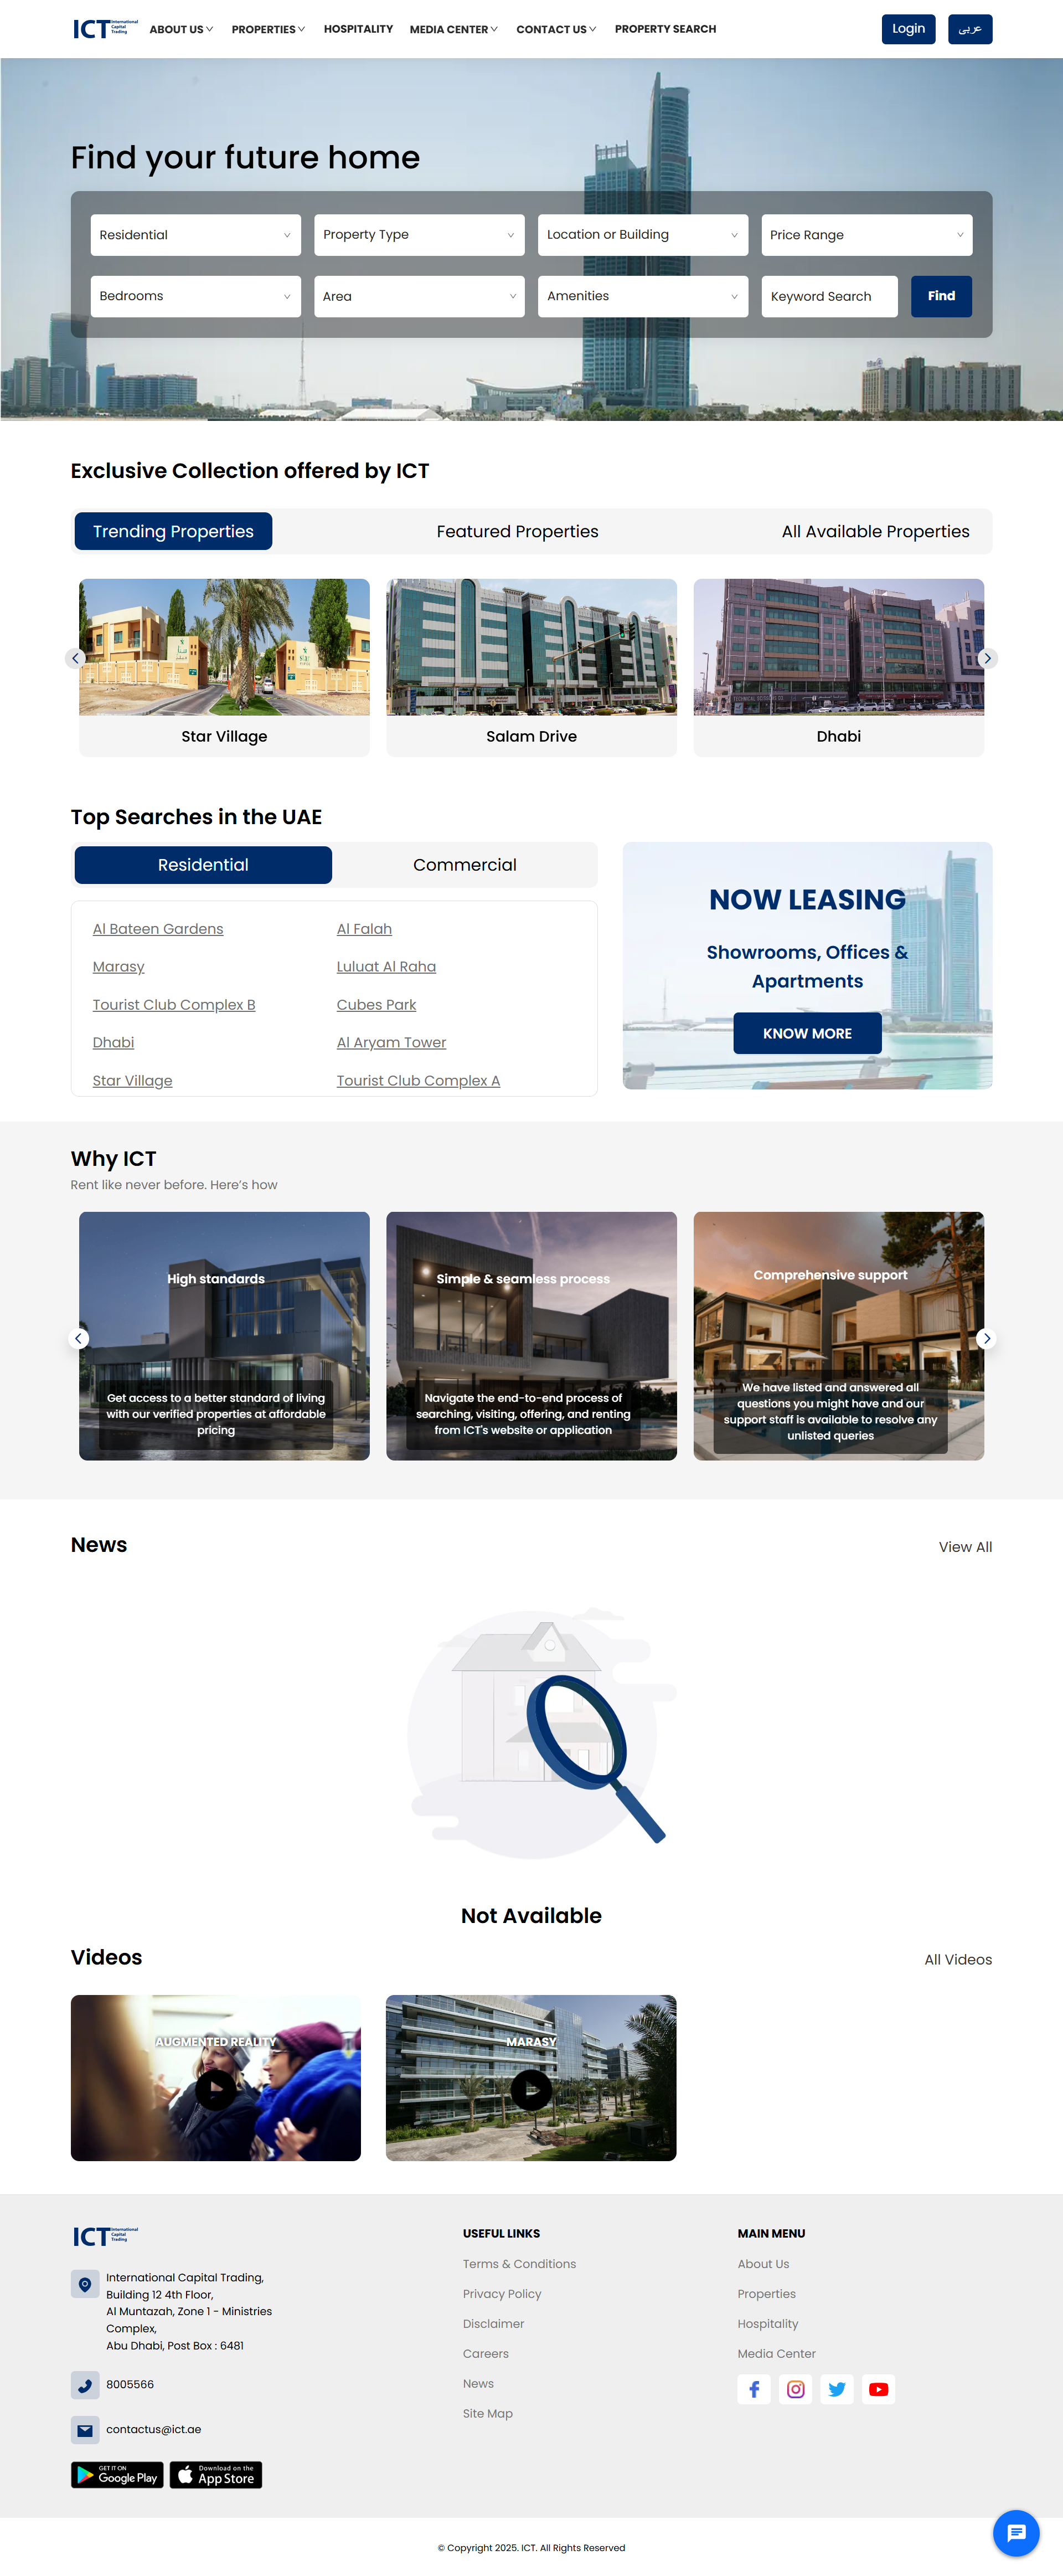 ICT International
Capital
Trading
ABOUT US
PROPERTIES
HOSPITALITY
MEDIA CENTER
CONTACT US
PROPERTY SEARCH
Login
عربي
Find your future home
Residential
Property Type
Location or Building
Price Range
Bedrooms
Area
Amenities
Keyword Search
Find
Exclusive Collection offered by ICT
Trending Properties
Featured Properties
All Available Properties
Star Village
Salam Drive
Dhabi
Top Searches in the UAE
Residential
Commercial
Al Bateen Gardens
Al Falah
Marasy
Luluat Al Raha
Tourist Club Complex B
Cubes Park
Dhabi
Al Aryam Tower
Star Village
Tourist Club Complex A
NOW LEASING
Showrooms, Offices &
Apartments
KNOW MORE
Why ICT
Rent like never before. Here’s how
High standards
Get access to a better standard of living
with our verified properties at affordable
pricing
Simple & seamless process
Navigate the end-to-end process of
searching, visiting, offering, and renting
from ICT's website or application
Comprehensive support
We have listed and answered all
questions you might have and our
support staff is available to resolve any
unlisted queries
News
View All
Not Available
Videos
All Videos
AUGMENTED REALITY
MARASY
ICT International
Capital
Trading
International Capital Trading,
Building 12 4th Floor,
Al Muntazah, Zone 1 - Ministries
Complex,
Abu Dhabi, Post Box : 6481
8005566
contactus@ict.ae
GET IT ON
Google Play
Download on the
App Store
USEFUL LINKS
Terms & Conditions
Privacy Policy
Disclaimer
Careers
News
Site Map
MAIN MENU
About Us
Properties
Hospitality
Media Center
© Copyright 2025. ICT. All Rights Reserved